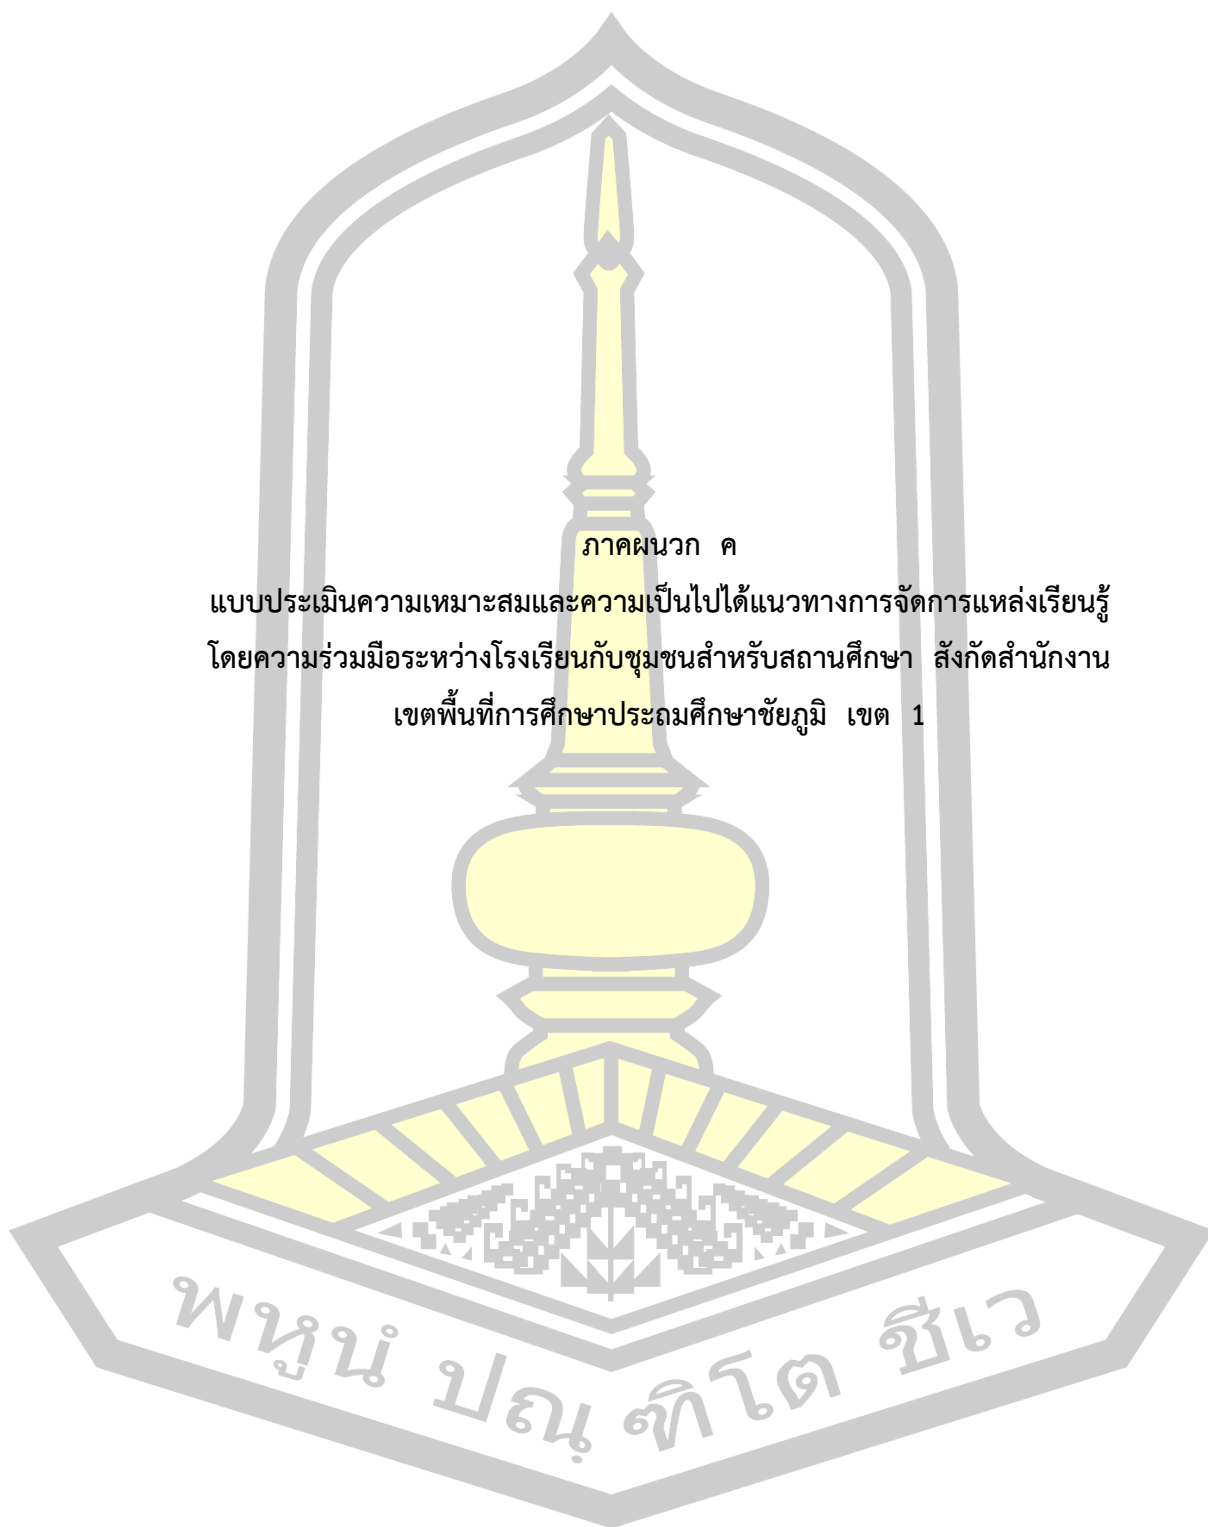 ภาคผนวก ค
แบบประเมินความเหมาะสมและความเป็นไปได้แนวทางการจัดการแหล่งเรียนรู้
โดยความร่วมมือระหว่างโรงเรียนกับชุมชนสำหรับสถานศึกษา สังกัดสำนักงาน
เขตพื้นที่การศึกษาประถมศึกษาชัยภูมิ เขต 1
พหูนํ ปณฺ ฑิโต ชีเว